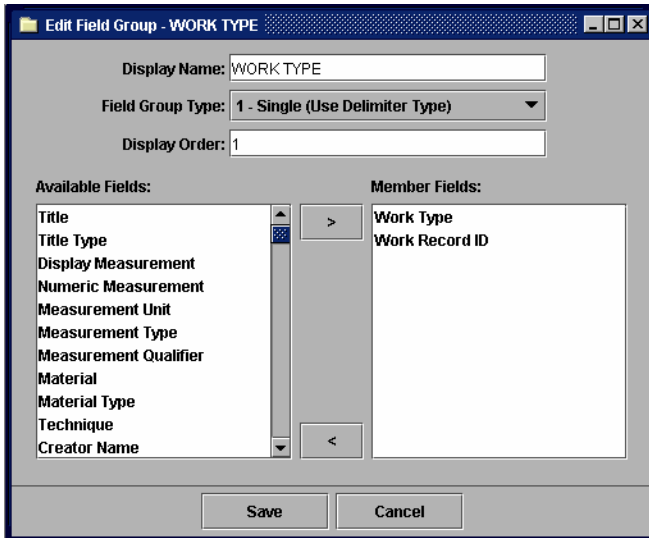 Edit Field Group - WORK TYPE
Display Name: WORK TYPE
Field Group Type: 1 - Single (Use Delimiter Type)
Display Order: 1
Available Fields:
Title
Title Type
Display Measurement
Numeric Measurement
Measurement Unit
Measurement Type
Measurement Qualifier
Material
Material Type
Technique
Creator Name
>
<
Member Fields:
Work Type
Work Record ID
Save Cancel